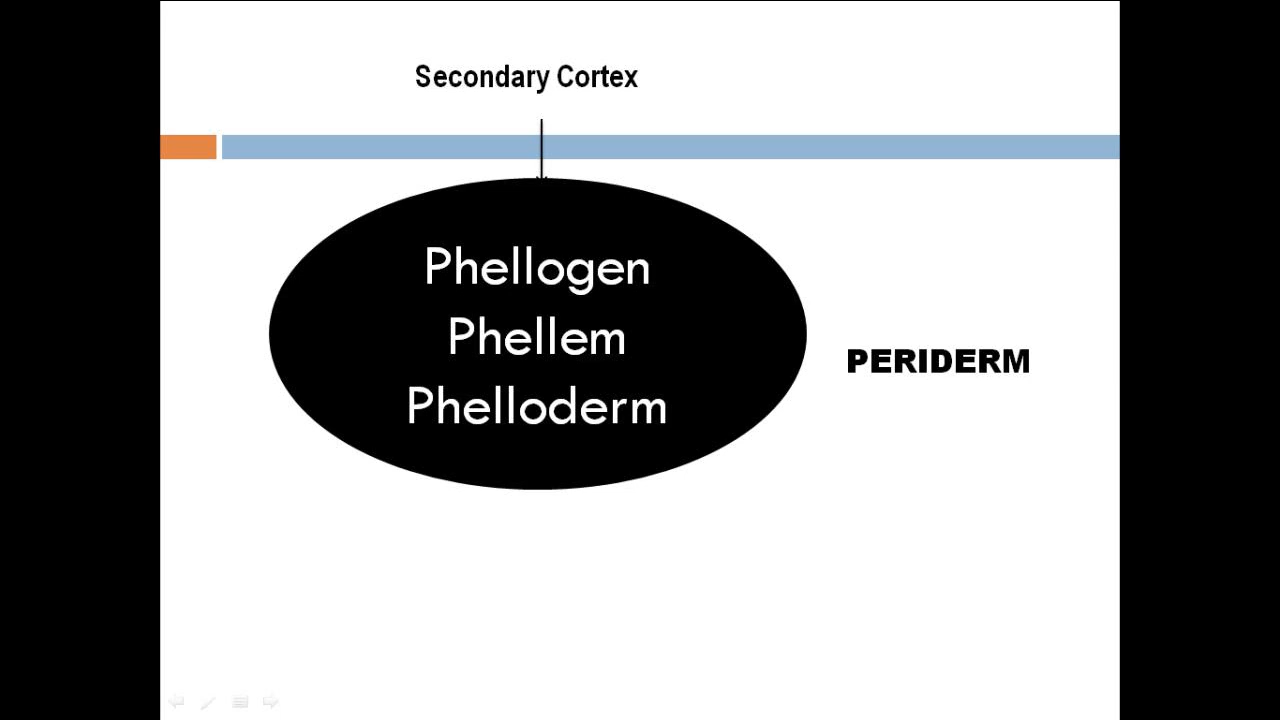 Secondary Cortex
Phellogen
Phellem
PERIDERM
Phelloderm